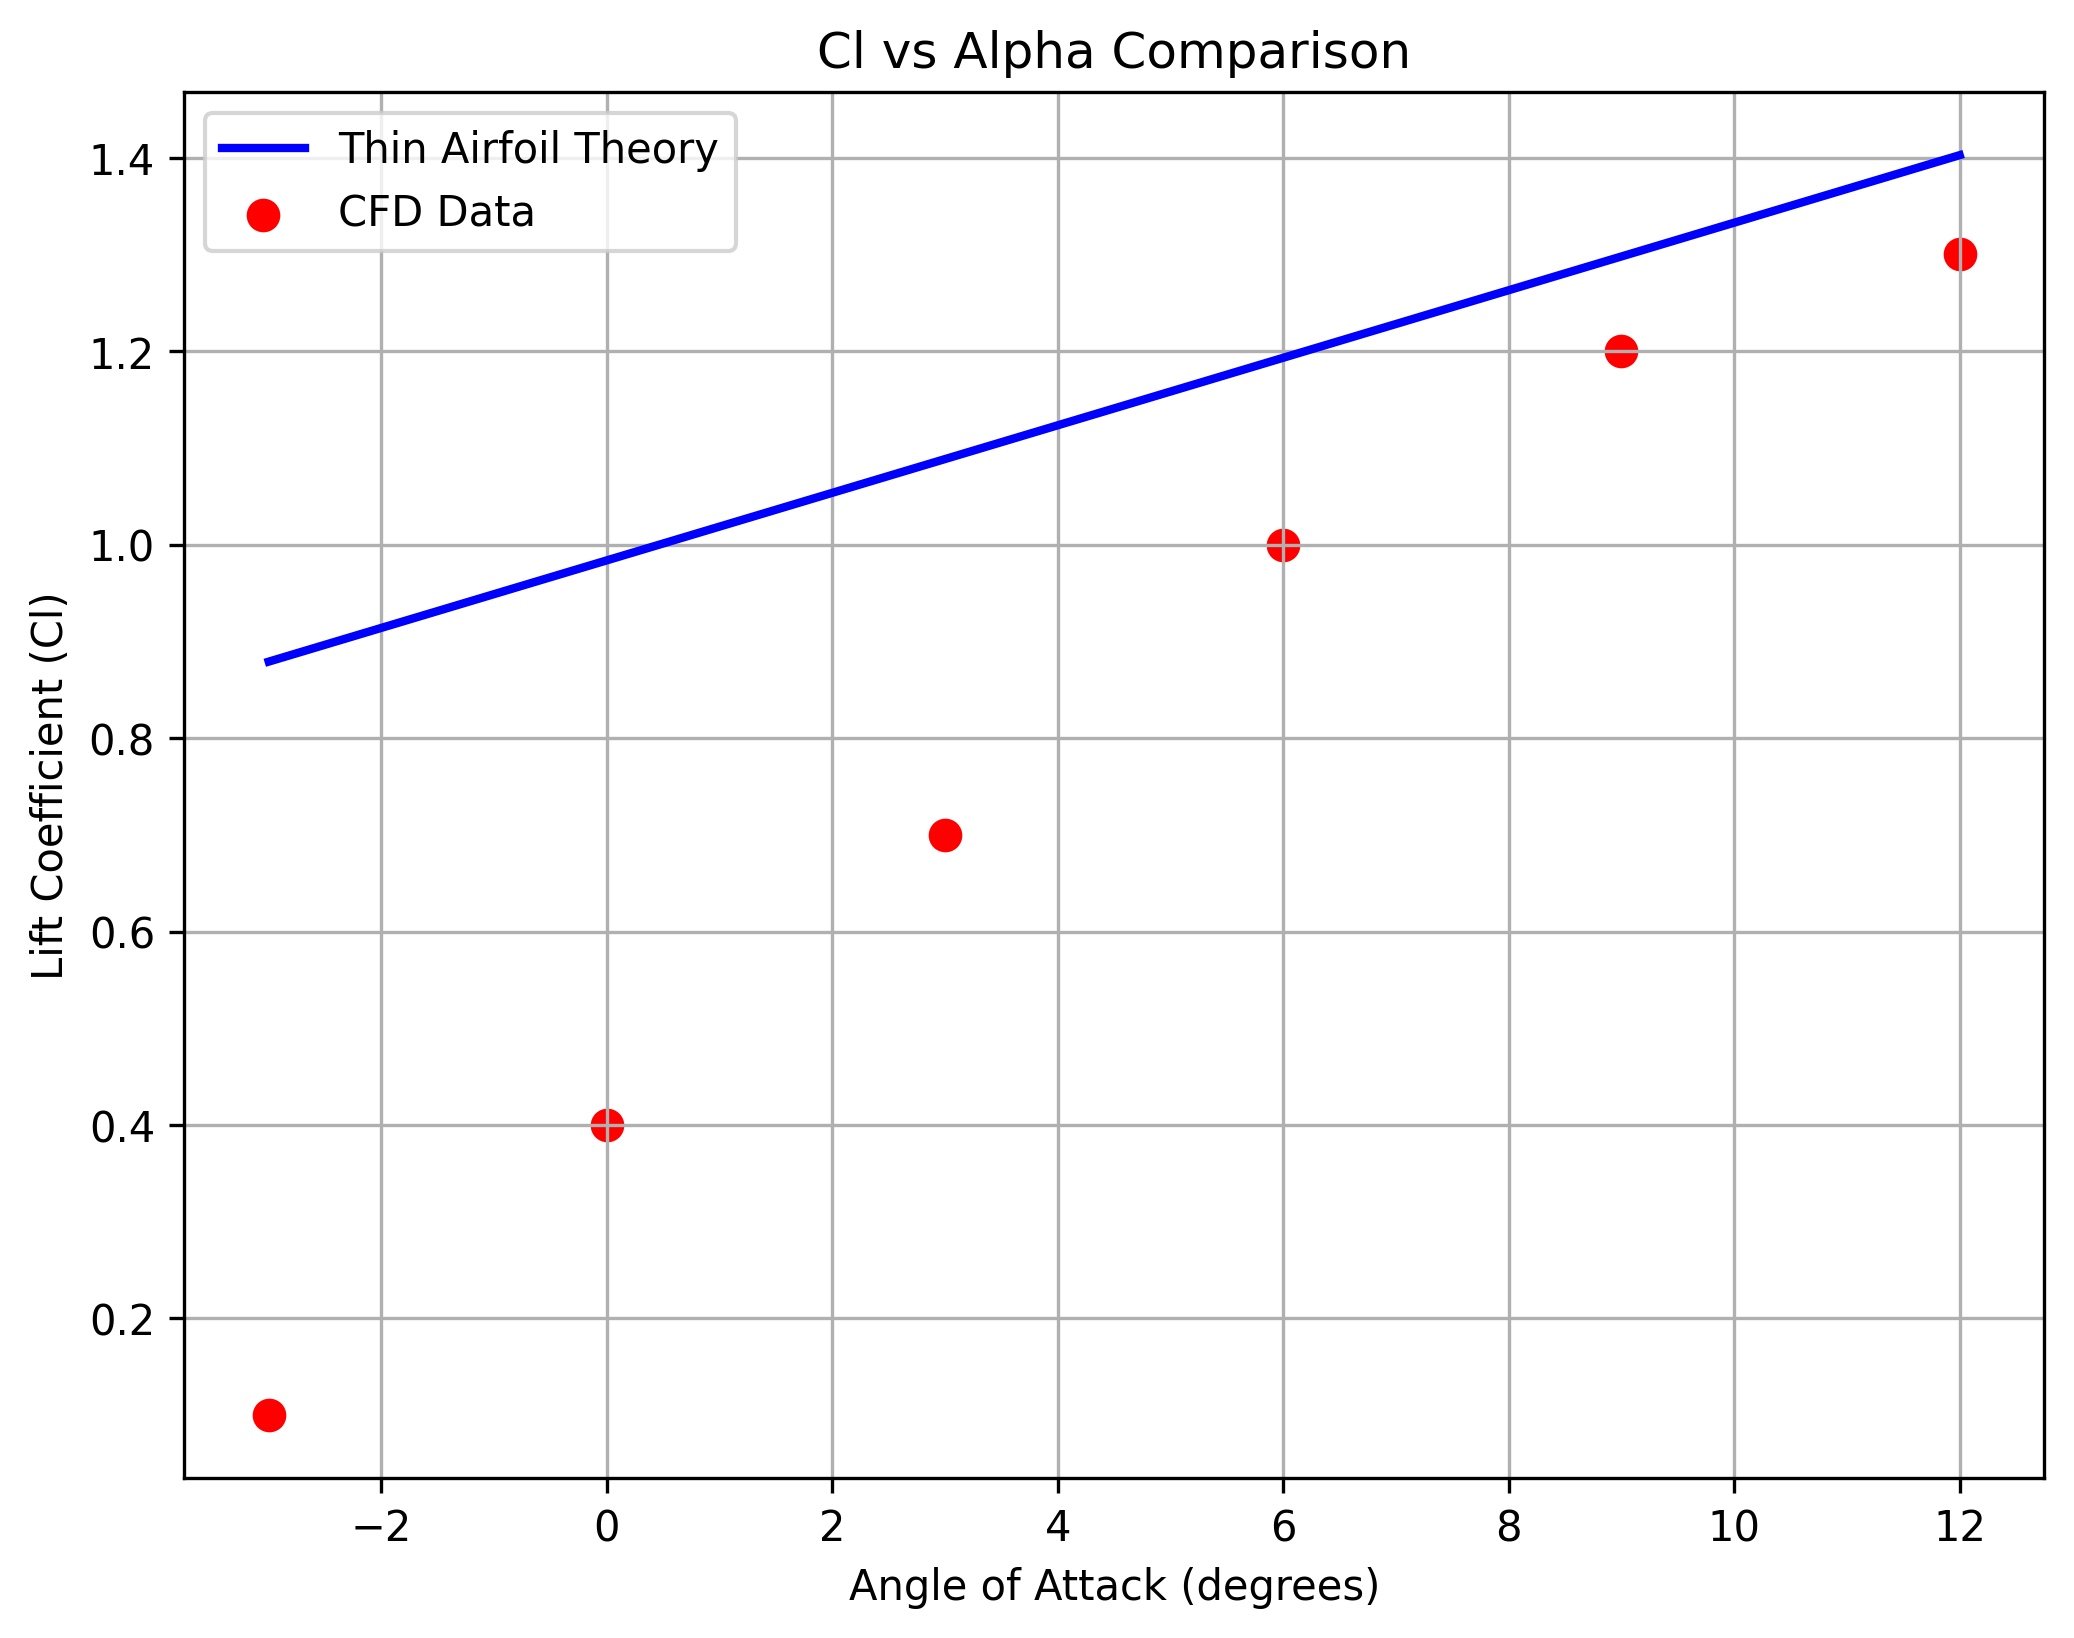 Cl vs Alpha Comparison
Thin Airfoil Theory
CFD Data
1.4
1.2
1.0
0.8
0.6
0.4
0.2
Lift Coefficient (Cl)
−2 0 2 4 6 8 10 12
Angle of Attack (degrees)